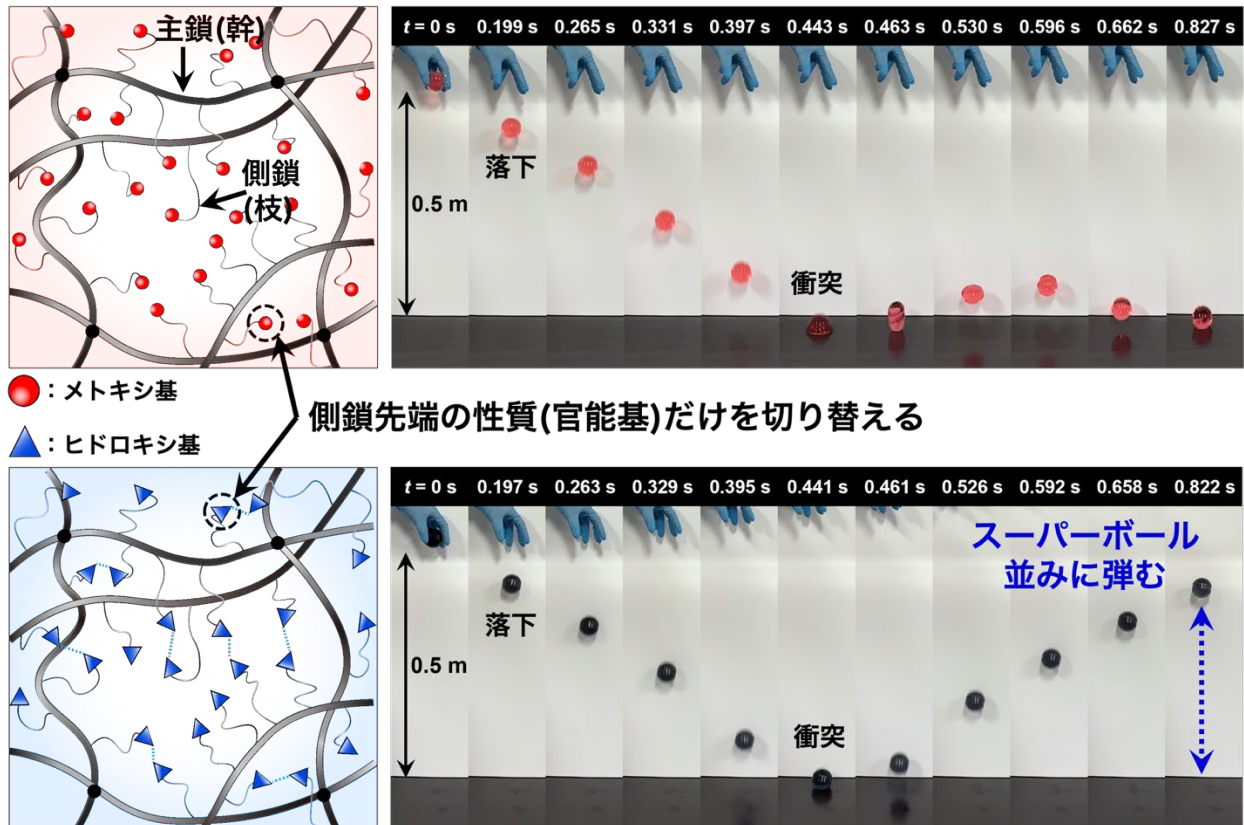 主鎖(幹)
側鎖
(枝)
t = 0 s 0.199 s 0.265 s 0.331 s 0.397 s 0.443 s 0.463 s 0.530 s 0.596 s 0.662 s 0.827 s
落下
0.5 m
衝突
：メトキシ基
：ヒドロキシ基
側鎖先端の性質(官能基)だけを切り替える
t = 0 s 0.197 s 0.263 s 0.329 s 0.395 s 0.441 s 0.461 s 0.526 s 0.592 s 0.658 s 0.822 s
スーパーボール
並みに弾む
落下
0.5 m
衝突